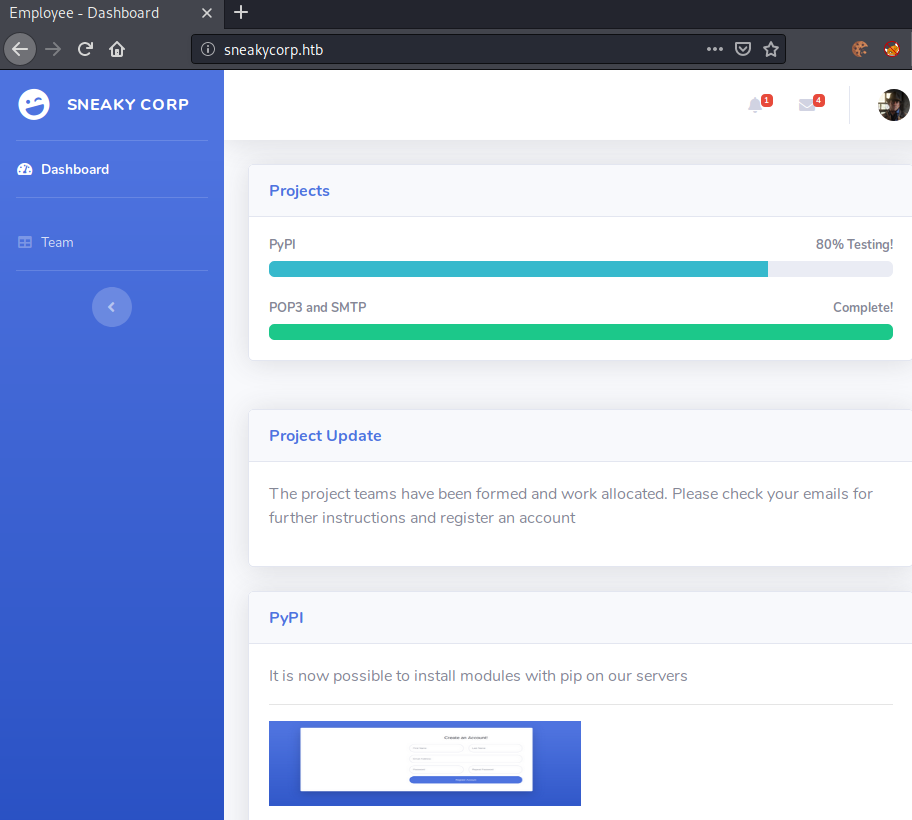 Employee - Dashboard
sneakycorp.htb
SNEAKY CORP
1
4
Dashboard
Team
Projects
PyPI
80% Testing!
POP3 and SMTP
Complete!
Project Update
The project teams have been formed and work allocated. Please check your emails for
further instructions and register an account
PyPI
It is now possible to install modules with pip on our servers
Create an Account!